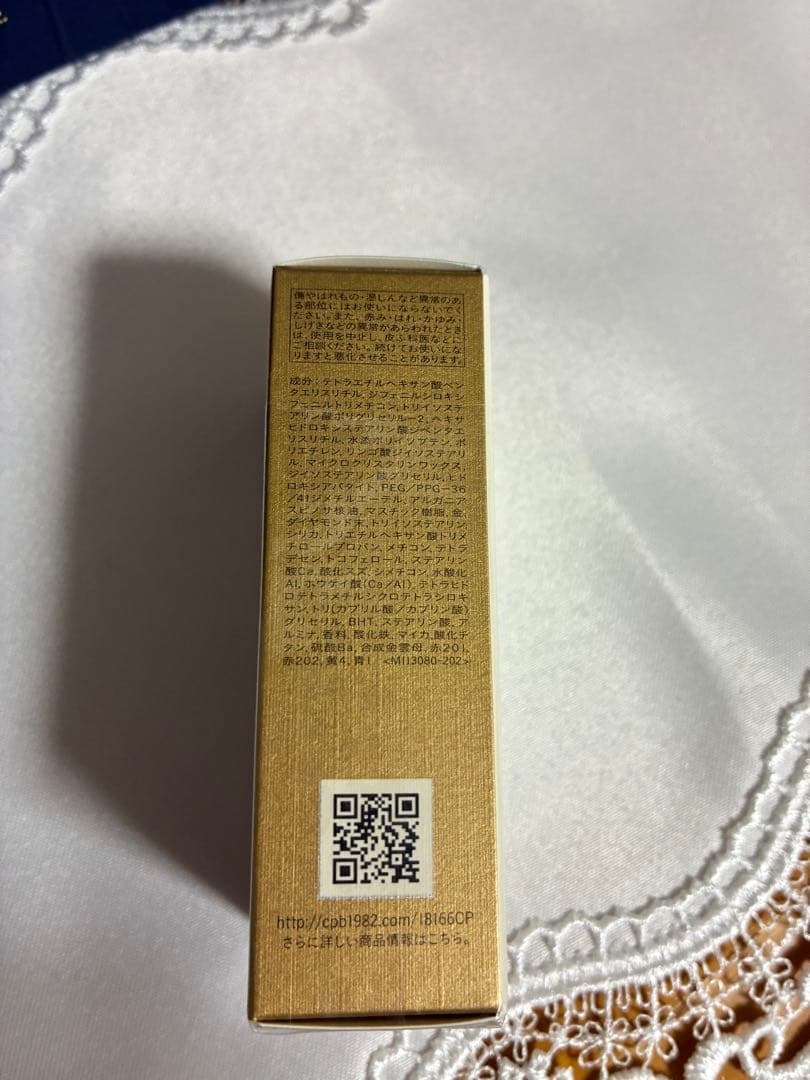 傷やはれもの・湿しんなど異常のあ
る部位にはお使いにならないでく
ださい。また、赤み・はれ・かゆみ・
しげきなどの異常があらわれたとき
は、使用を中止し、皮ふ科医などに
ご相談ください。続けてお使いにな
りますと悪化させることがあります。
成分：テトラエチルヘキサン酸ペン
タエリスリチル、ジフェニルシロキシ
フェニルトリメチコン、トリイソステ
アリン酸ポリグリセリル-2、ヘキサ
ヒドロキシステアリン酸ジペンタエ
リスリチル、水添ポリイソブテン、ポリ
エチレン、リンゴ酸ジイソステアリ
ル、マイクロクリスタリンワックス、
ジイソステアリン酸グリセリル、ヒド
ロキシアパタイト、PEG/PPG-36
/41ジメチルエーテル、アルガニア
スピノサ核油、マスチック樹脂、金、
ダイヤモンド末、トリイソステアリン、
シリカ、トリエチルヘキサン酸トリメ
チロールプロパン、メチコン、テトラ
デセン、トコフェロール、ステアリン
酸Ca、酸化スズ、シメチコン、水酸化
Al、ホウケイ酸(Ca/Al)、テトラヒド
ロテトラメチルシクロテトラシロキ
サン、トリ(カプリル酸/カプリン酸)
グリセリル、BHT、ステアリン酸、ア
ルミナ、香料、酸化鉄、マイカ、酸化チ
タン、硫酸Ba、合成金雲母、赤201、
赤202、黄4、青1 <M113080-202>
http://cpb1982.com/18166CP
さらに詳しい商品情報はこちら。